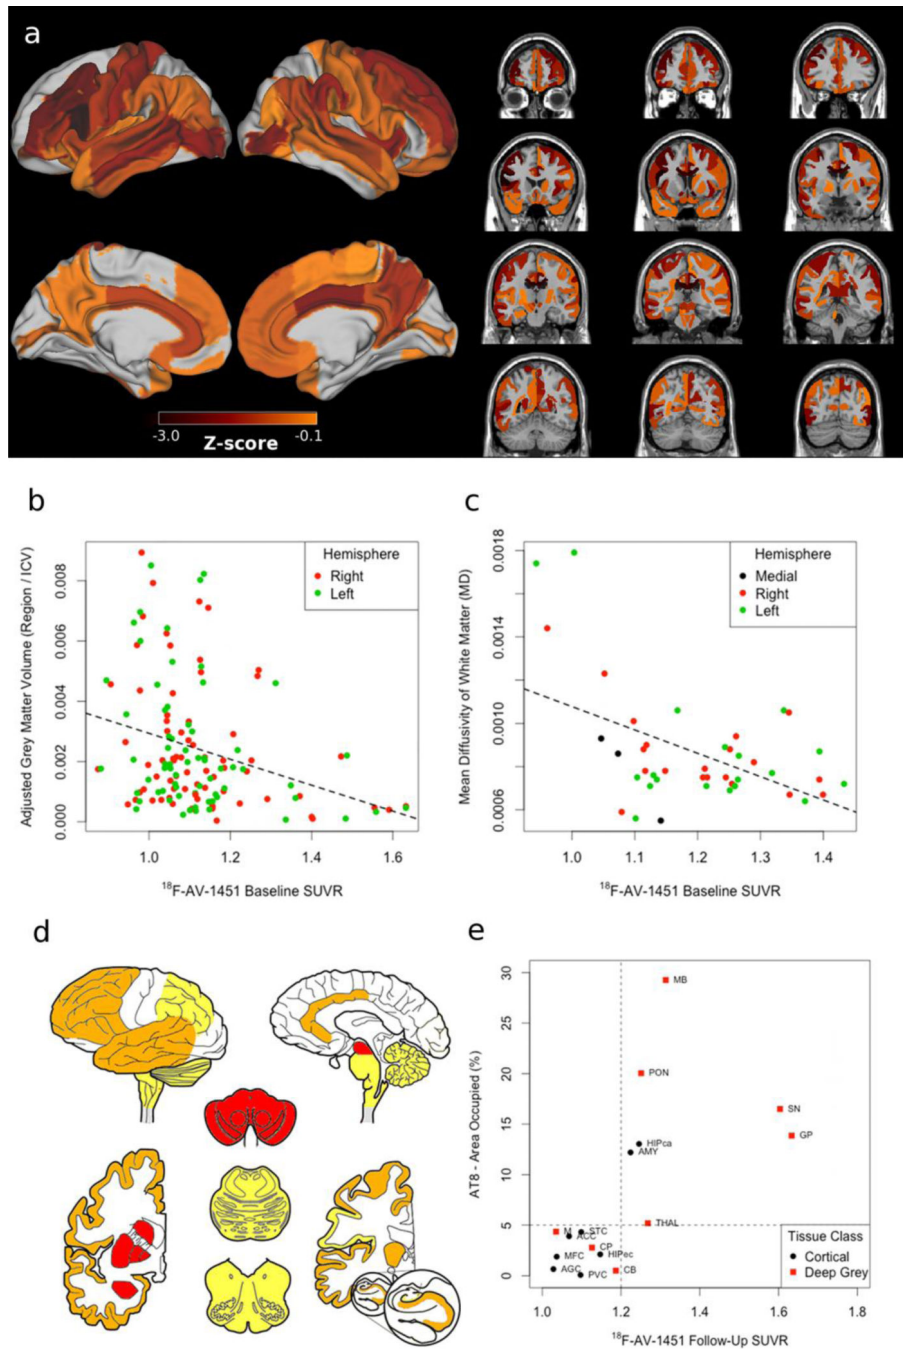 a
-3.0
-0.1
Z-score
b
Adjusted Grey Matter Volume (Region / ICV)
0.008
0.006
0.004
0.002
0.000
Hemisphere
Right
Left
1.0 1.2 1.4 1.6
¹⁸F-AV-1451 Baseline SUVR
c
Mean Diffusivity of White Matter (MD)
0.0018
0.0014
0.0010
0.0006
Hemisphere
Medial
Right
Left
1.0 1.1 1.2 1.3 1.4
¹⁸F-AV-1451 Baseline SUVR
d
e
AT8 - Area Occupied (%)
30
25
20
15
10
5
0
MB
PON
SN
GP
HIPca
AMY
THAL
M
STC
ACC
CP
MFC
HIPec
AGC
PVC
CB
Tissue Class
Cortical
Deep Grey
1.0 1.2 1.4 1.6 1.8
¹⁸F-AV-1451 Follow-Up SUVR